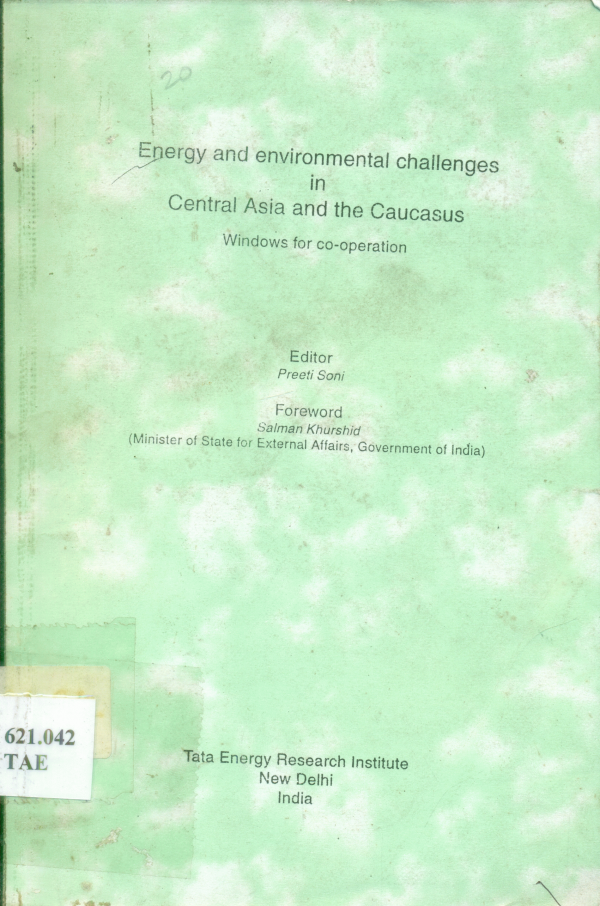 20
Energy and environmental challenges
in
Central Asia and the Caucasus
Windows for co-operation
Editor
Preeti Soni
Foreword
Salman Khurshid
(Minister of State for External Affairs, Government of India)
621.042
TAE
Tata Energy Research Institute
New Delhi
India